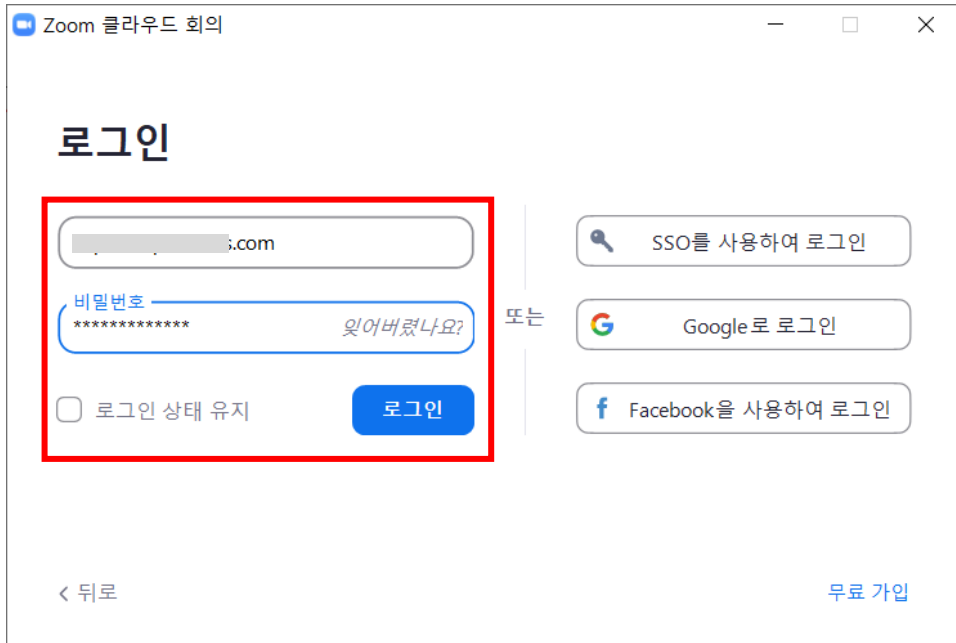 Zoom 클라우드 회의
로그인
s.com
비밀번호
************* 잊어버렸나요?
로그인 상태 유지 로그인
또는
SSO를 사용하여 로그인
Google로 로그인
Facebook을 사용하여 로그인
뒤로
무료 가입